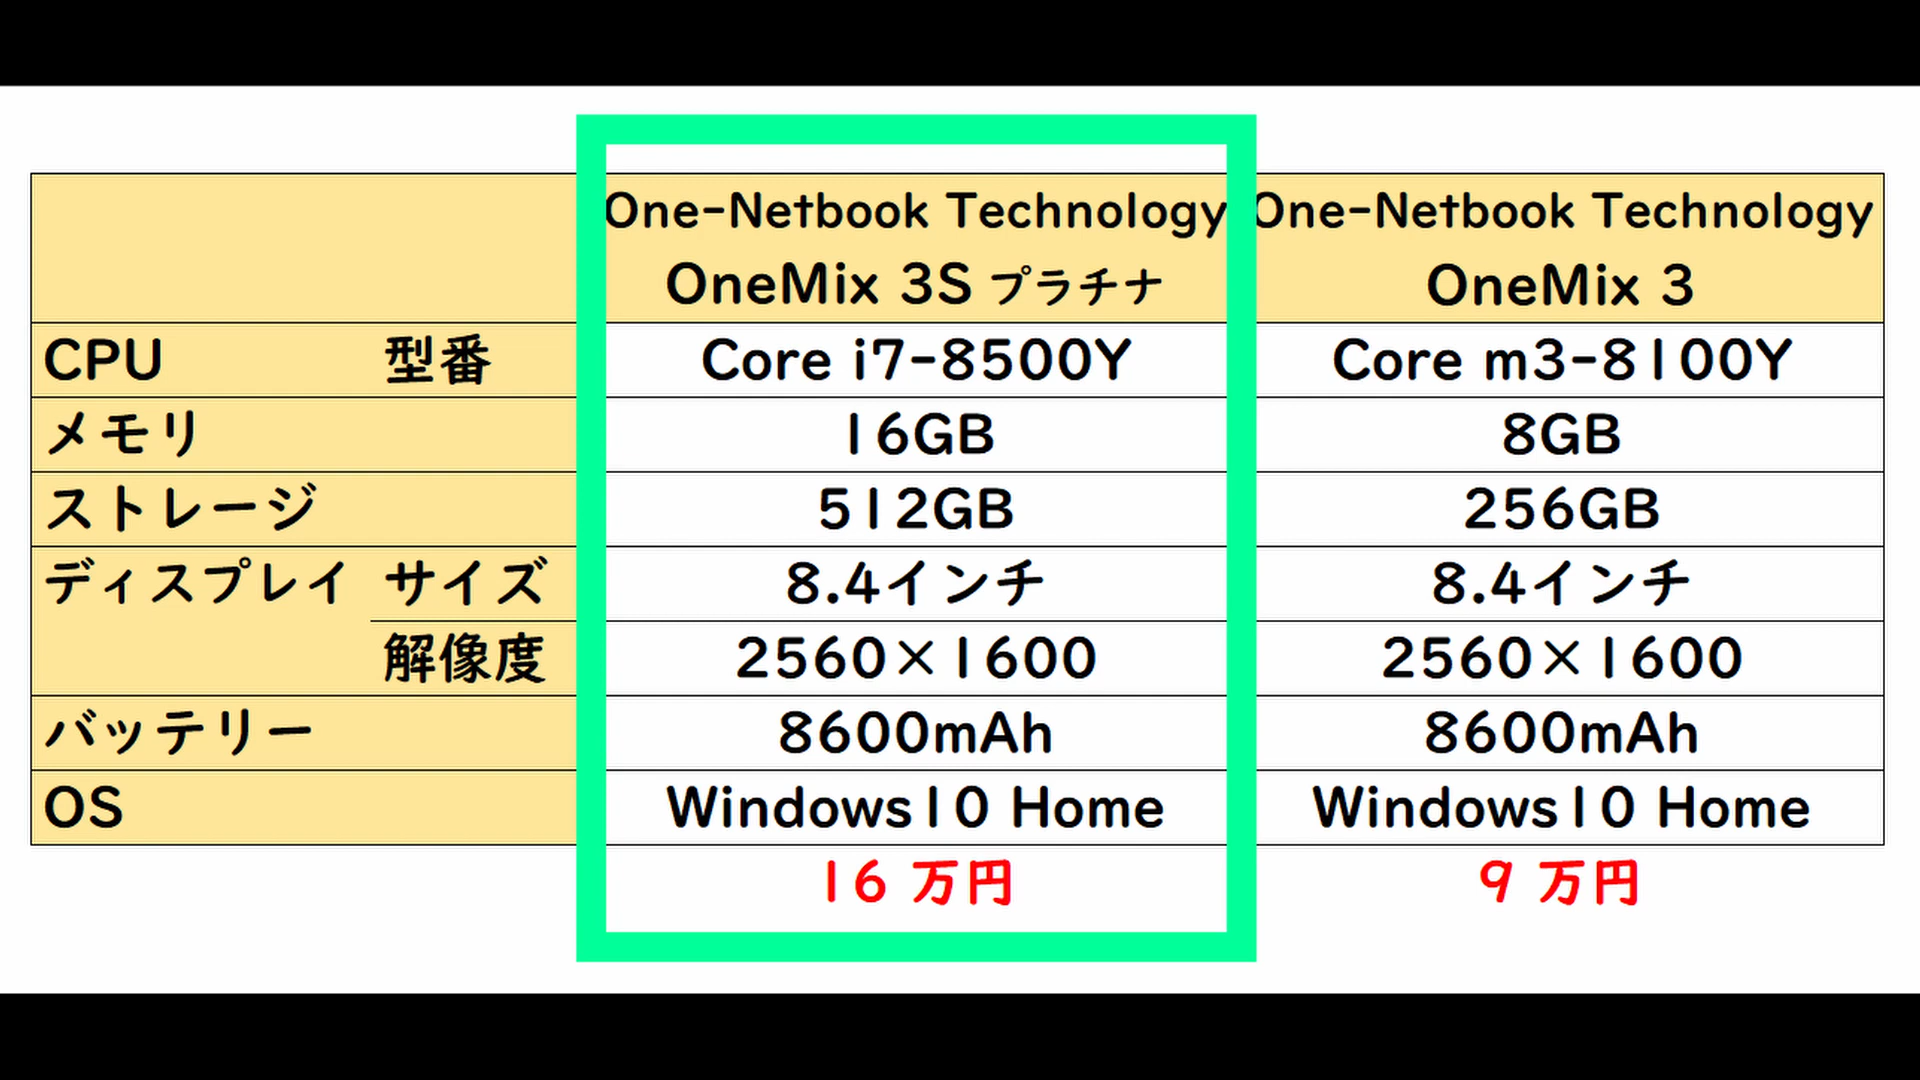 One-Netbook Technology One-Netbook Technology
OneMix 3S プラチナ OneMix 3
CPU 型番 Core i7-8500Y Core m3-8100Y
メモリ 16GB 8GB
ストレージ 512GB 256GB
ディスプレイ サイズ 8.4インチ 8.4インチ
解像度 2560×1600 2560×1600
バッテリー 8600mAh 8600mAh
OS Windows10 Home Windows10 Home
16 万円 9 万円